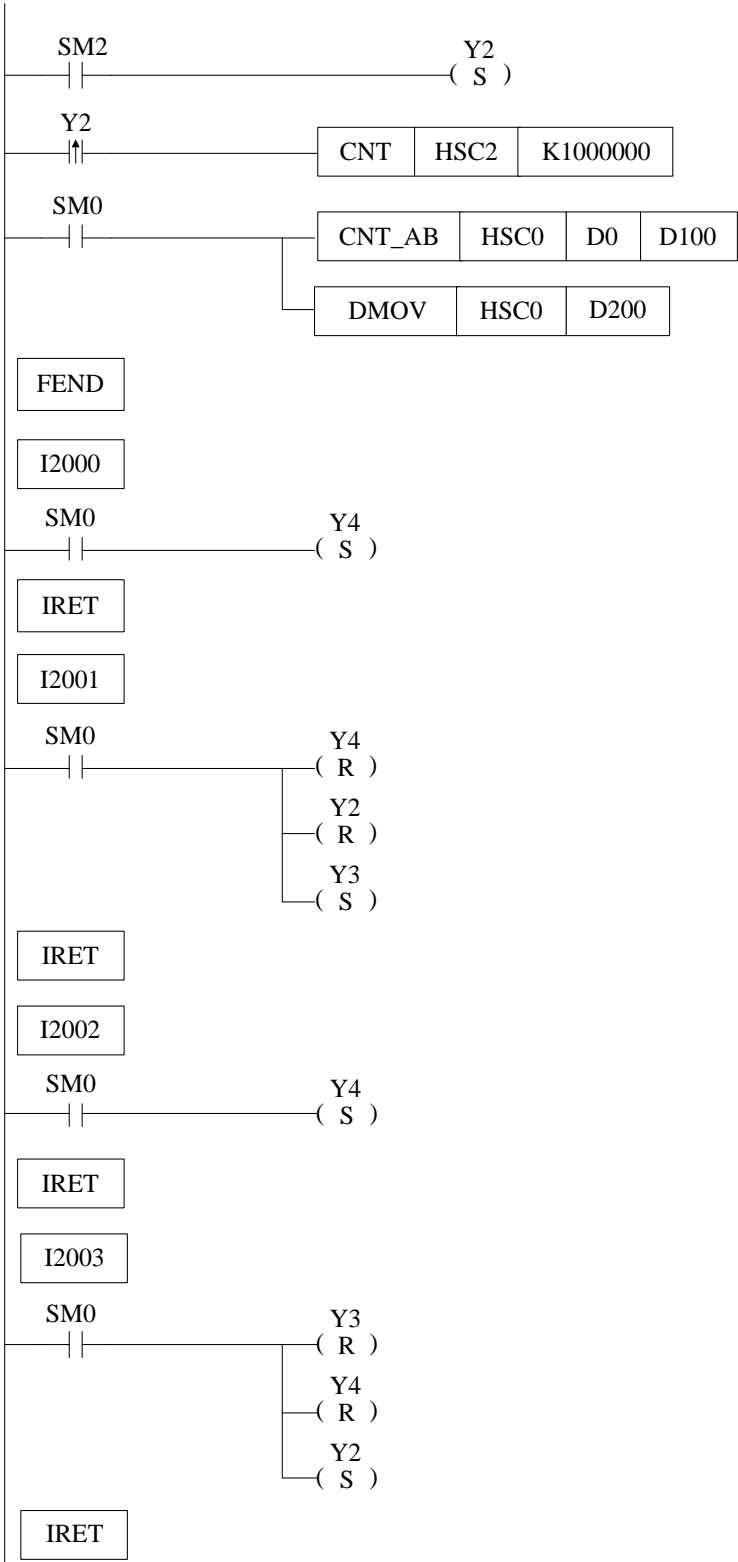 SM2 Y2
( S )
Y2
CNT HSC2 K1000000
SM0
CNT_AB HSC0 D0 D100
DMOV HSC0 D200
FEND
I2000
SM0 Y4
( S )
IRET
I2001
SM0 Y4
( R )
Y2
( R )
Y3
( S )
IRET
I2002
SM0 Y4
( S )
IRET
I2003
SM0 Y3
( R )
Y4
( R )
Y2
( S )
IRET